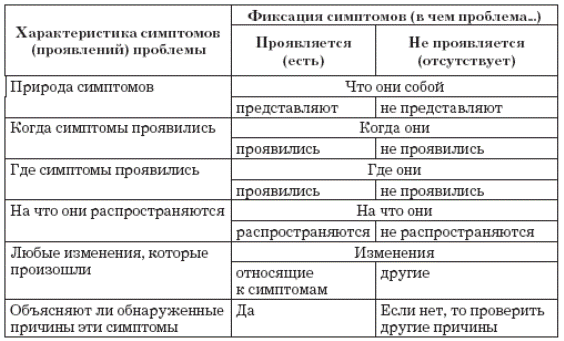 Характеристика симптомов
(проявлений) проблемы
Фиксация симптомов (в чем проблема...)
Проявляется
(есть)
Не проявляется
(отсутствует)
Природа симптомов
Что они собой
представляют
не представляют
Когда симптомы проявились
Когда они
проявились
не проявились
Где симптомы проявились
Где они
проявились
не проявились
На что они распространяются
На что они
распространяются
не распространяются
Любые изменения, которые
произошли
Изменения
относящие
к симптомам
другие
Объясняют ли обнаруженные
причины эти симптомы
Да
Если нет, то проверить
другие причины